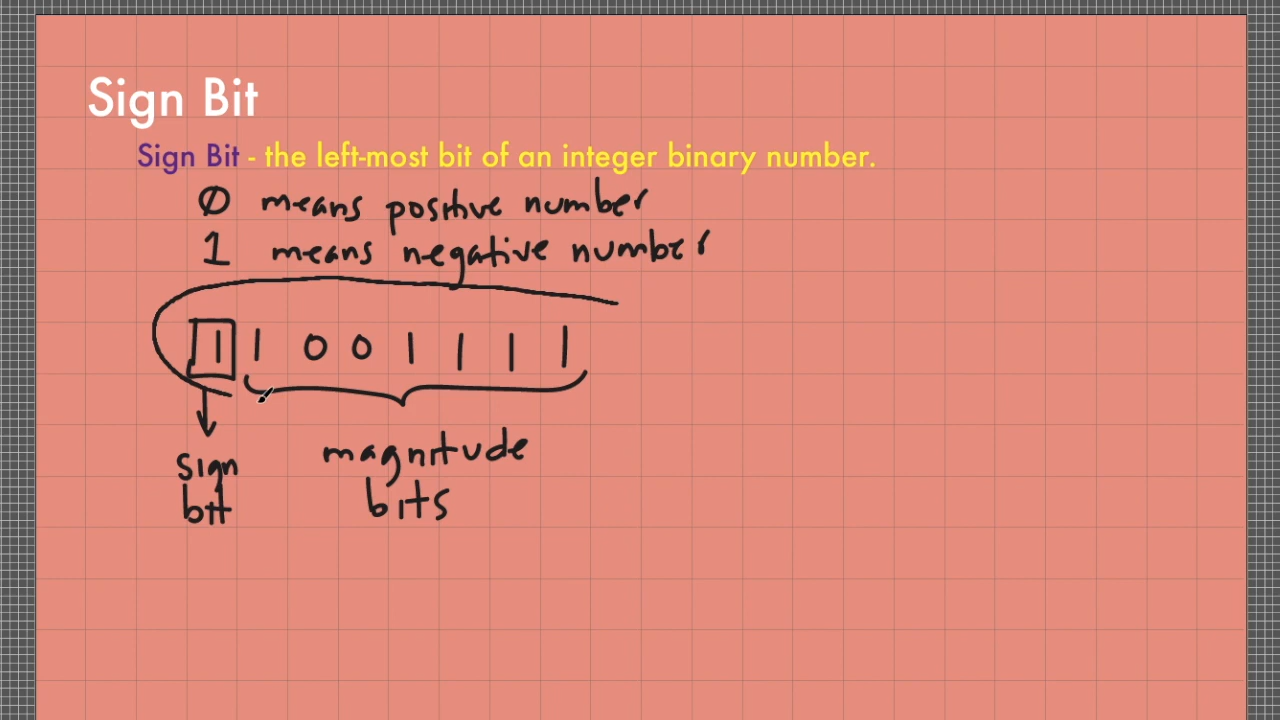 Sign Bit
Sign Bit - the left-most bit of an integer binary number.
0 means positive number
1 means negative number
1 1 0 0 1 1 1 1
sign bit
magnitude bits